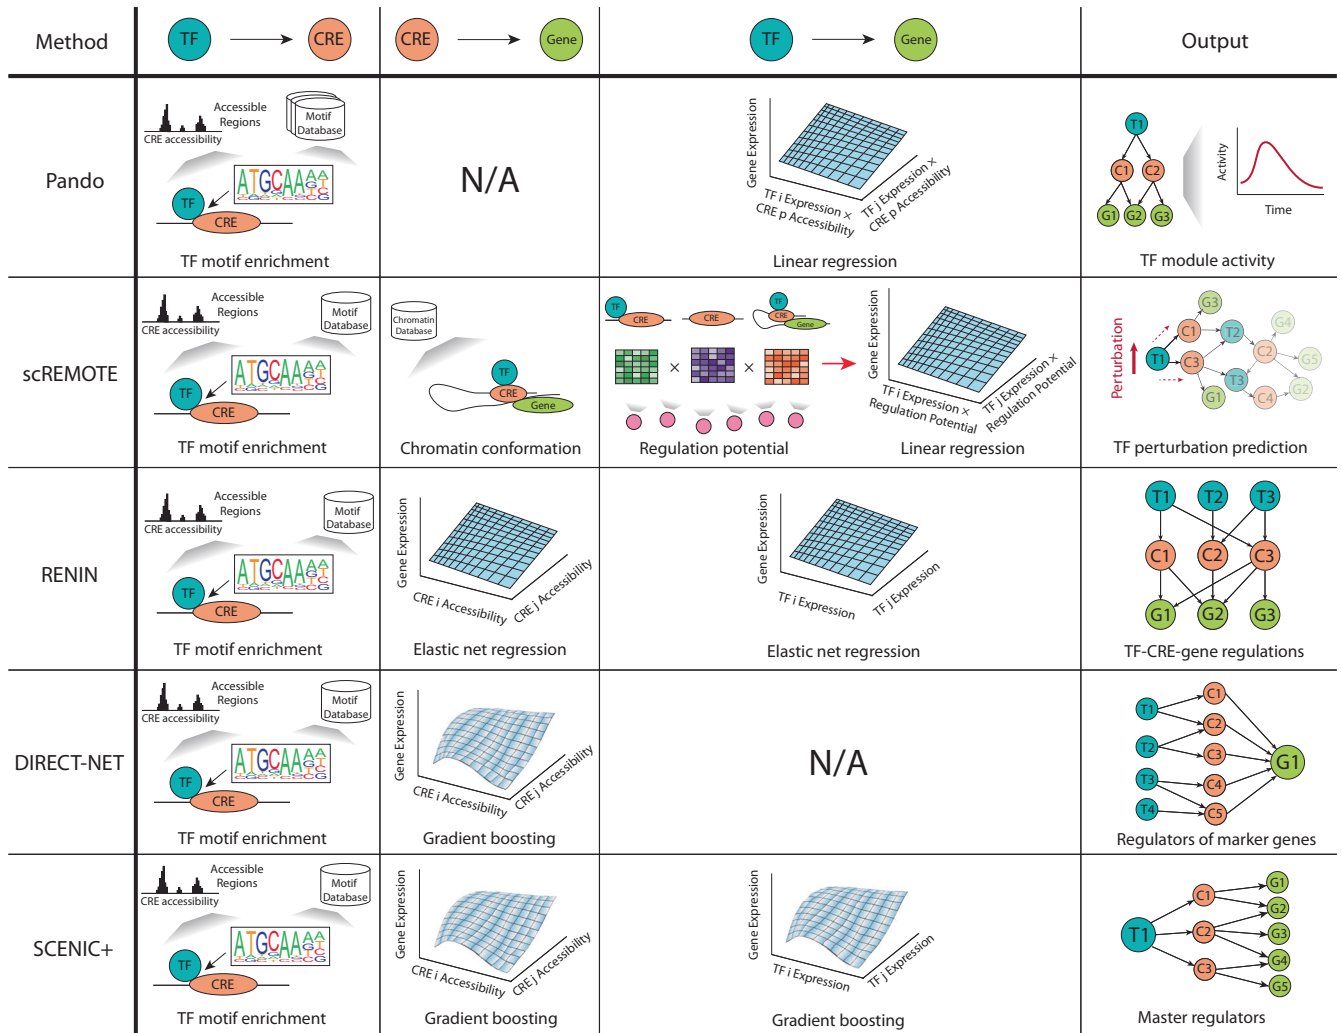 Method
TF
CRE
CRE
Gene
TF
Gene
Output
Pando
Accessible
Regions
CRE accessibility
Motif
Database
ATGCAA
TF
CRE
TF motif enrichment
N/A
Gene Expression
TF i Expression ×
CRE p Accessibility
TF j Expression ×
CRE p Accessibility
Linear regression
T1
C1
C2
G1
G2
G3
Activity
Time
TF module activity
scREMOTE
Accessible
Regions
CRE accessibility
Motif
Database
ATGCAA
TF
CRE
TF motif enrichment
Chromatin
Database
TF
CRE
Gene
Chromatin conformation
TF
CRE
CRE
TF
CRE
Gene
×
×
Regulation potential
Gene Expression
TF i Expression ×
Regulation Potential
TF j Expression ×
Regulation Potential
Linear regression
Perturbation
G3
C1
T2
G4
T1
C3
C2
G5
T3
G1
C4
G2
TF perturbation prediction
RENIN
Accessible
Regions
CRE accessibility
Motif
Database
ATGCAA
TF
CRE
TF motif enrichment
Gene Expression
CRE i Accessibility
CRE j Accessibility
Elastic net regression
Gene Expression
TF i Expression
TF j Expression
Elastic net regression
T1
T2
T3
C1
C2
C3
G1
G2
G3
TF-CRE-gene regulations
DIRECT-NET
Accessible
Regions
CRE accessibility
Motif
Database
ATGCAA
TF
CRE
TF motif enrichment
Gene Expression
CRE i Accessibility
CRE j Accessibility
Gradient boosting
N/A
T1
T2
T3
T4
C1
C2
C3
C4
C5
G1
Regulators of marker genes
SCENIC+
Accessible
Regions
CRE accessibility
Motif
Database
ATGCAA
TF
CRE
TF motif enrichment
Gene Expression
CRE i Accessibility
CRE j Accessibility
Gradient boosting
Gene Expression
TF i Expression
TF j Expression
Gradient boosting
T1
C1
C2
C3
G1
G2
G3
G4
G5
Master regulators